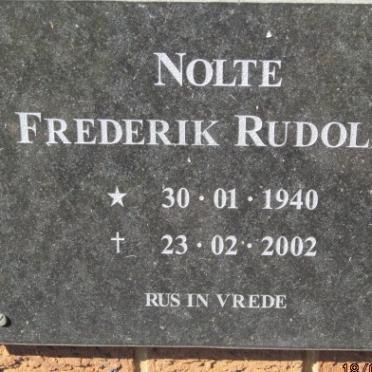 NOLTE
FREDERIK RUDOL
★ 30·01·1940
† 23·02·2002
RUS IN VREDE